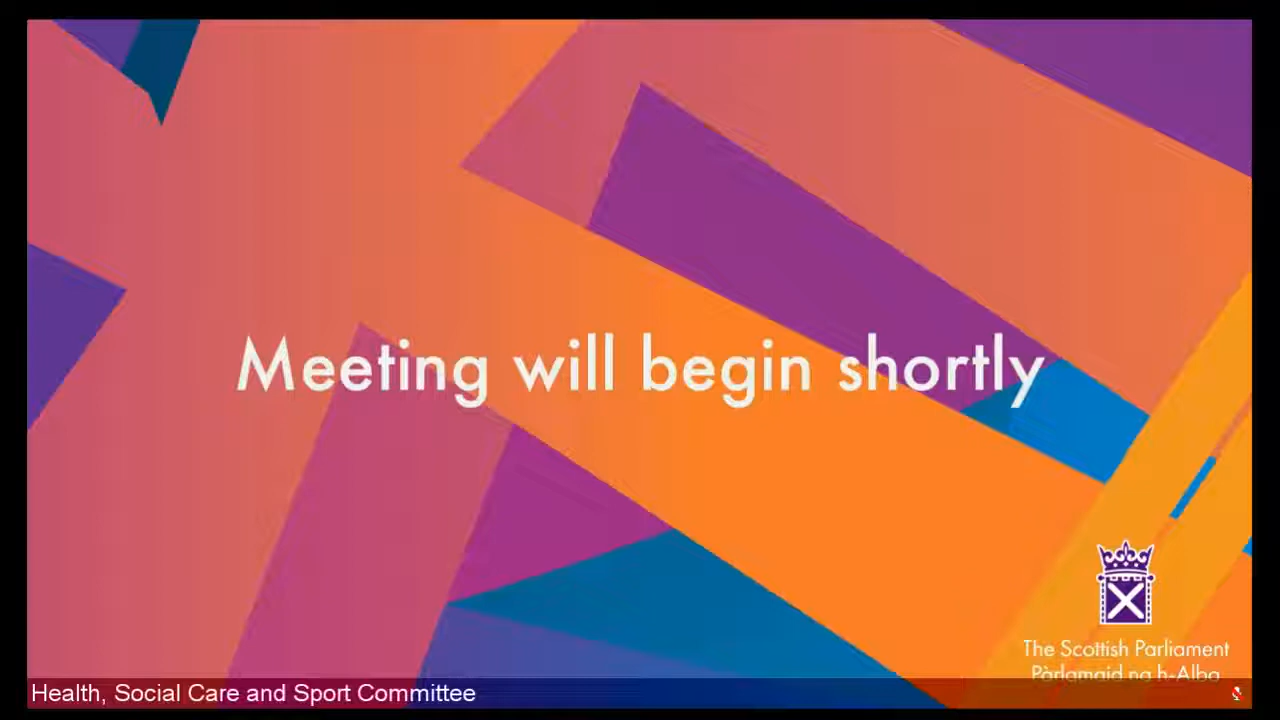 Meeting will begin shortly
The Scottish Parliament
Pàrlamaid na h-Alba
Health, Social Care and Sport Committee